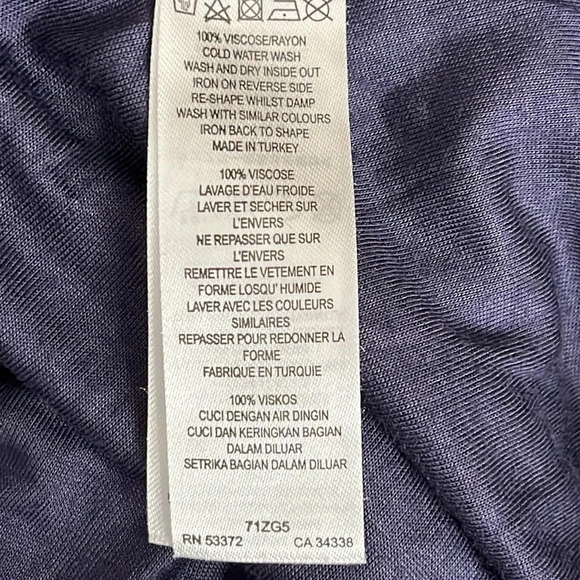 100% VISCOSE/RAYON
COLD WATER WASH
WASH AND DRY INSIDE OUT
IRON ON REVERSE SIDE
RE-SHAPE WHILST DAMP
WASH WITH SIMILAR COLOURS
IRON BACK TO SHAPE
MADE IN TURKEY
100% VISCOSE
LAVAGE D'EAU FROIDE
LAVER ET SECHER SUR
L'ENVERS
NE REPASSER QUE SUR
L'ENVERS
REMETTRE LE VETEMENT EN
FORME LOSQU' HUMIDE
LAVER AVEC LES COULEURS
SIMILAIRES
REPASSER POUR REDONNER LA
FORME
FABRIQUE EN TURQUIE
100% VISKOS
CUCI DENGAN AIR DINGIN
CUCI DAN KERINGKAN BAGIAN
DALAM DILUAR
SETRIKA BAGIAN DALAM DILUAR
71ZG5
RN 53372 CA 34338